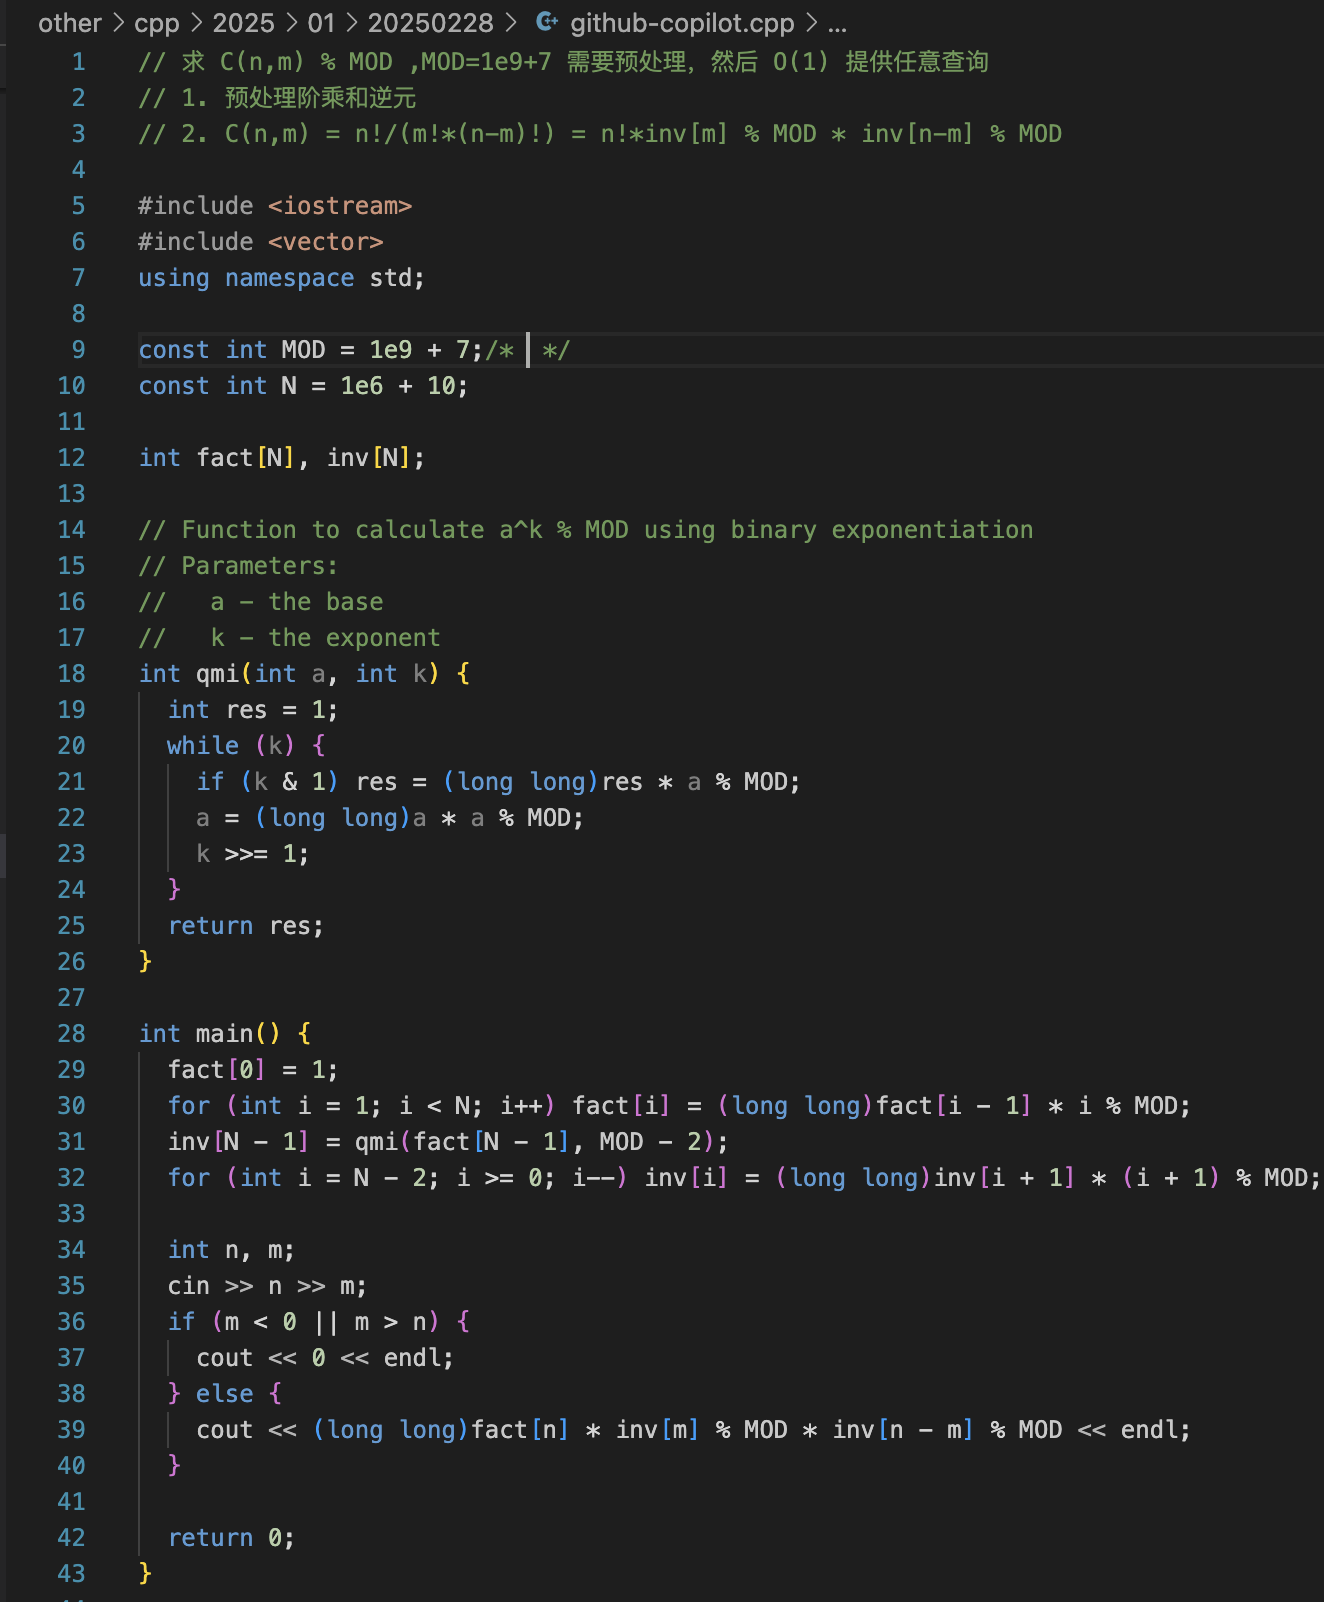 other > cpp > 2025 > 01 > 20250228 > C++ github-copilot.cpp > ...
1 // 求 C(n,m) % MOD ,MOD=1e9+7 需要预处理，然后 O(1) 提供任意查询
2 // 1. 预处理阶乘和逆元
3 // 2. C(n,m) = n!/(m!*(n-m)!) = n!*inv[m] % MOD * inv[n-m] % MOD
4
5 #include <iostream>
6 #include <vector>
7 using namespace std;
8
9 const int MOD = 1e9 + 7;/*  */
10 const int N = 1e6 + 10;
11
12 int fact[N], inv[N];
13
14 // Function to calculate a^k % MOD using binary exponentiation
15 // Parameters:
16 //   a - the base
17 //   k - the exponent
18 int qmi(int a, int k) {
19   int res = 1;
20   while (k) {
21     if (k & 1) res = (long long)res * a % MOD;
22     a = (long long)a * a % MOD;
23     k >>= 1;
24   }
25   return res;
26 }
27
28 int main() {
29   fact[0] = 1;
30   for (int i = 1; i < N; i++) fact[i] = (long long)fact[i - 1] * i % MOD;
31   inv[N - 1] = qmi(fact[N - 1], MOD - 2);
32   for (int i = N - 2; i >= 0; i--) inv[i] = (long long)inv[i + 1] * (i + 1) % MOD;
33
34   int n, m;
35   cin >> n >> m;
36   if (m < 0 || m > n) {
37     cout << 0 << endl;
38   } else {
39     cout << (long long)fact[n] * inv[m] % MOD * inv[n - m] % MOD << endl;
40   }
41
42   return 0;
43 }